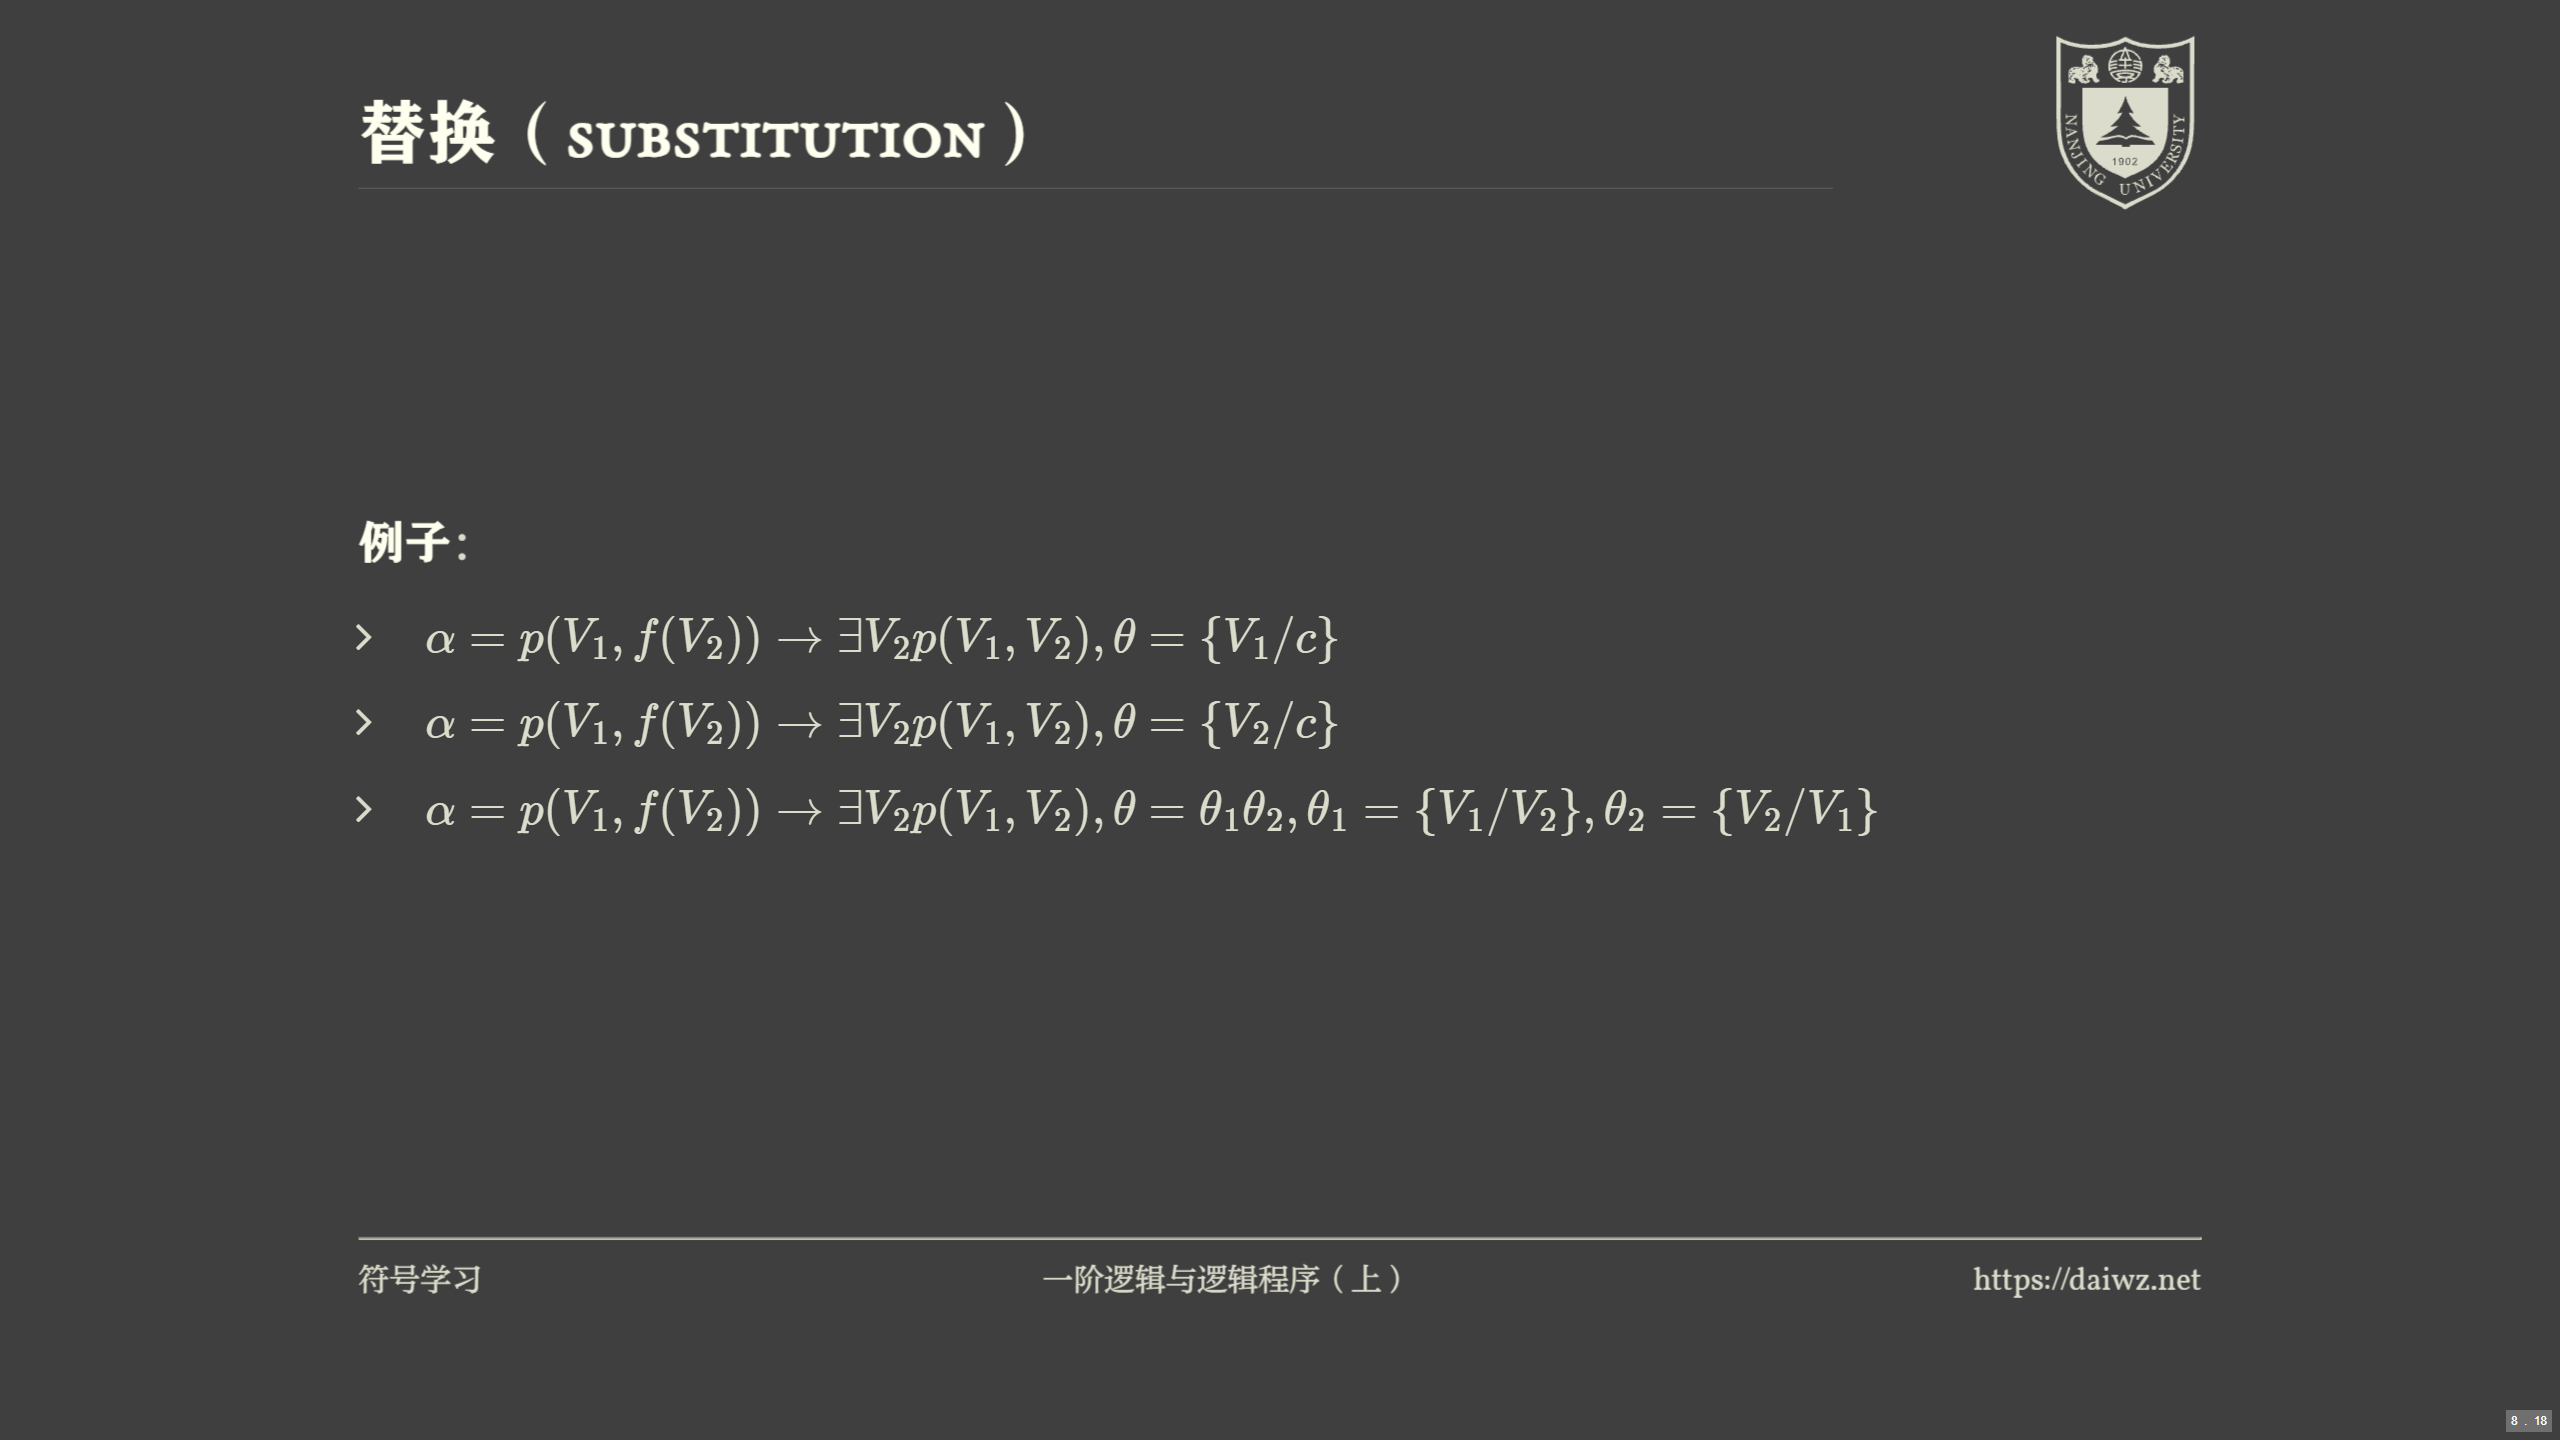 替换（SUBSTITUTION）
1902
NANJING UNIVERSITY
例子：
α = p(V₁, f(V₂)) → ∃V₂p(V₁, V₂), θ = {V₁/c}
α = p(V₁, f(V₂)) → ∃V₂p(V₁, V₂), θ = {V₂/c}
α = p(V₁, f(V₂)) → ∃V₂p(V₁, V₂), θ = θ₁θ₂, θ₁ = {V₁/V₂}, θ₂ = {V₂/V₁}
符号学习
一阶逻辑与逻辑程序（上）
https://daiwz.net
8 . 18